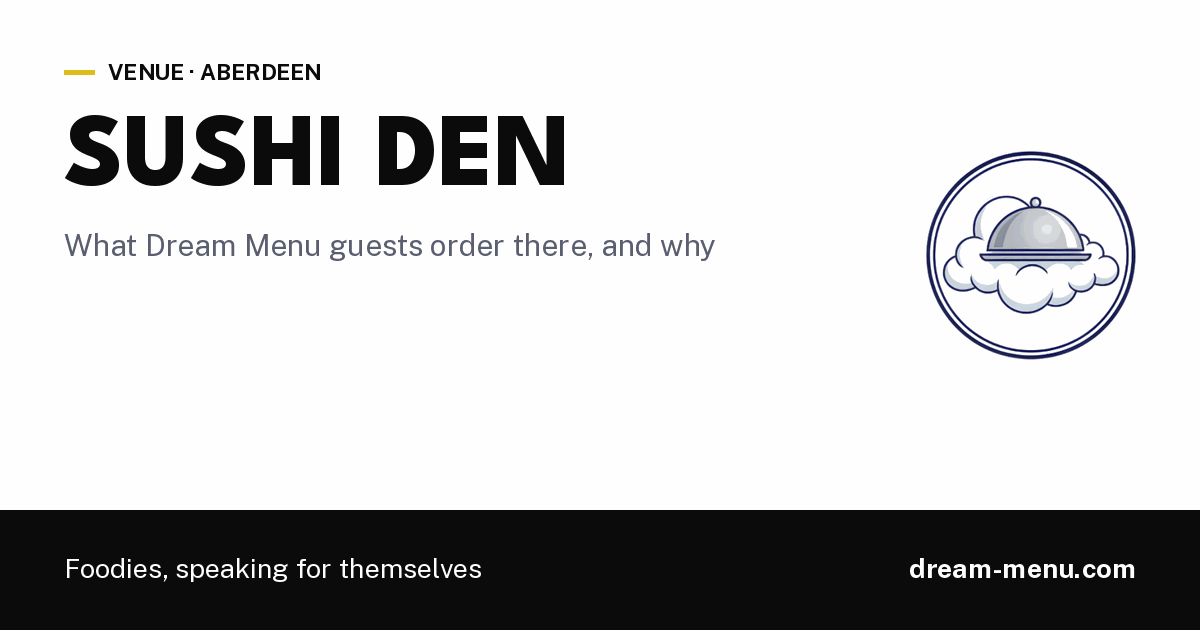 VENUE · ABERDEEN
SUSHI DEN
What Dream Menu guests order there, and why
Foodies, speaking for themselves
dream-menu.com